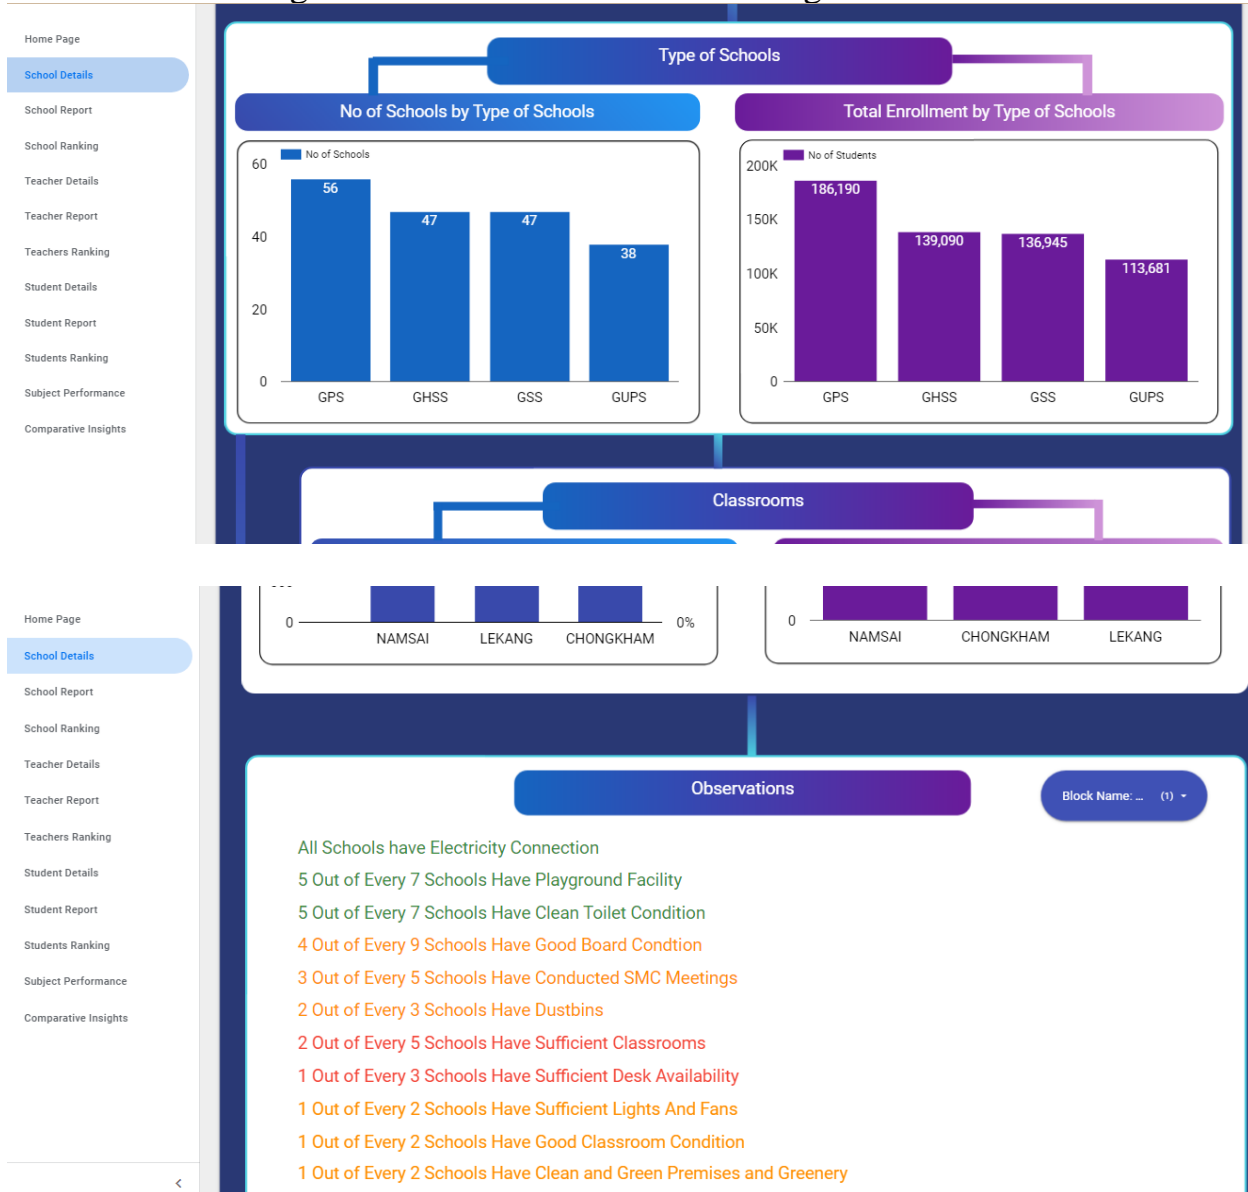 Home Page
School Details
School Report
School Ranking
Teacher Details
Teacher Report
Teachers Ranking
Student Details
Student Report
Students Ranking
Subject Performance
Comparative Insights
Type of Schools
No of Schools by Type of Schools
No of Schools
60
40
20
0
56
47
47
38
GPS
GHSS
GSS
GUPS
Total Enrollment by Type of Schools
No of Students
200K
150K
100K
50K
0
186,190
139,090
136,945
113,681
GPS
GHSS
GSS
GUPS
Classrooms
Home Page
School Details
School Report
School Ranking
Teacher Details
Teacher Report
Teachers Ranking
Student Details
Student Report
Students Ranking
Subject Performance
Comparative Insights
0
0%
NAMSAI
LEKANG
CHONGKHAM
0
NAMSAI
CHONGKHAM
LEKANG
Observations
Block Name: ... (1)
All Schools have Electricity Connection
5 Out of Every 7 Schools Have Playground Facility
5 Out of Every 7 Schools Have Clean Toilet Condition
4 Out of Every 9 Schools Have Good Board Condtion
3 Out of Every 5 Schools Have Conducted SMC Meetings
2 Out of Every 3 Schools Have Dustbins
2 Out of Every 5 Schools Have Sufficient Classrooms
1 Out of Every 3 Schools Have Sufficient Desk Availability
1 Out of Every 2 Schools Have Sufficient Lights And Fans
1 Out of Every 2 Schools Have Good Classroom Condition
1 Out of Every 2 Schools Have Clean and Green Premises and Greenery